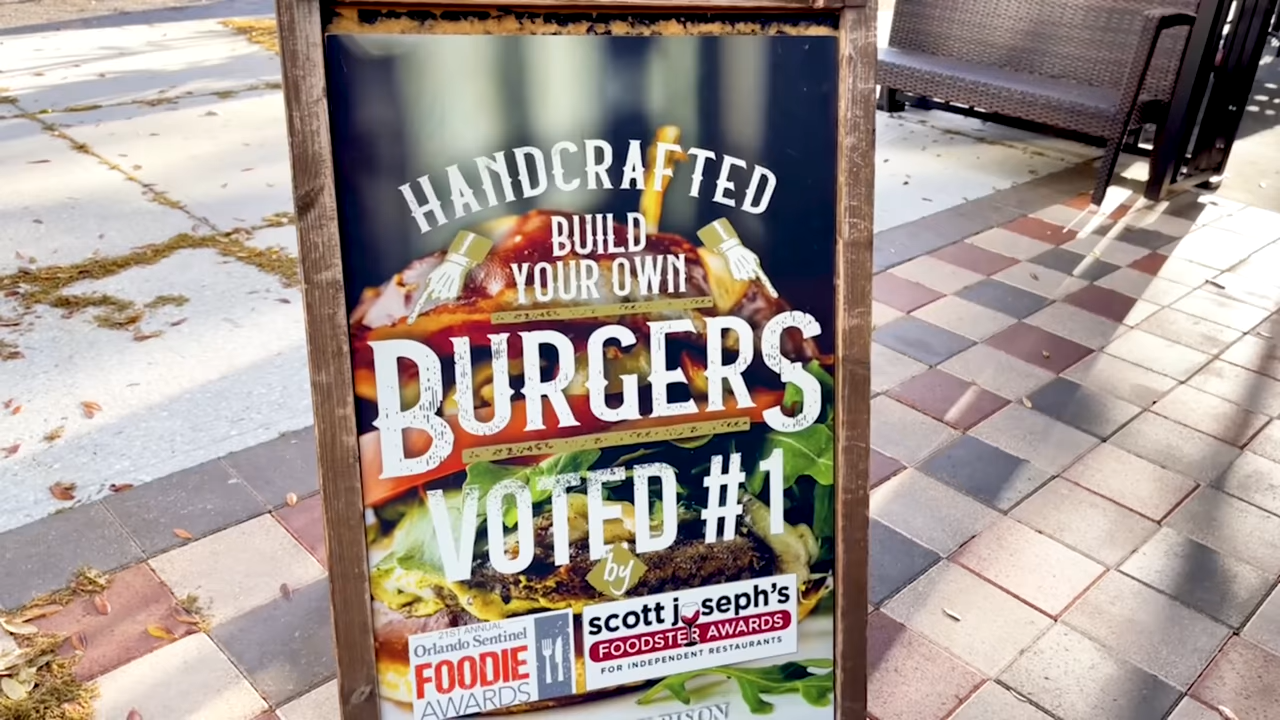 HANDCRAFTED
BUILD
YOUR OWN
BURGERS
VOTED #1
by
21ST ANNUAL
Orlando Sentinel
FOODIE
AWARDS
scott joseph's
FOODSTER AWARDS
FOR INDEPENDENT RESTAURANTS